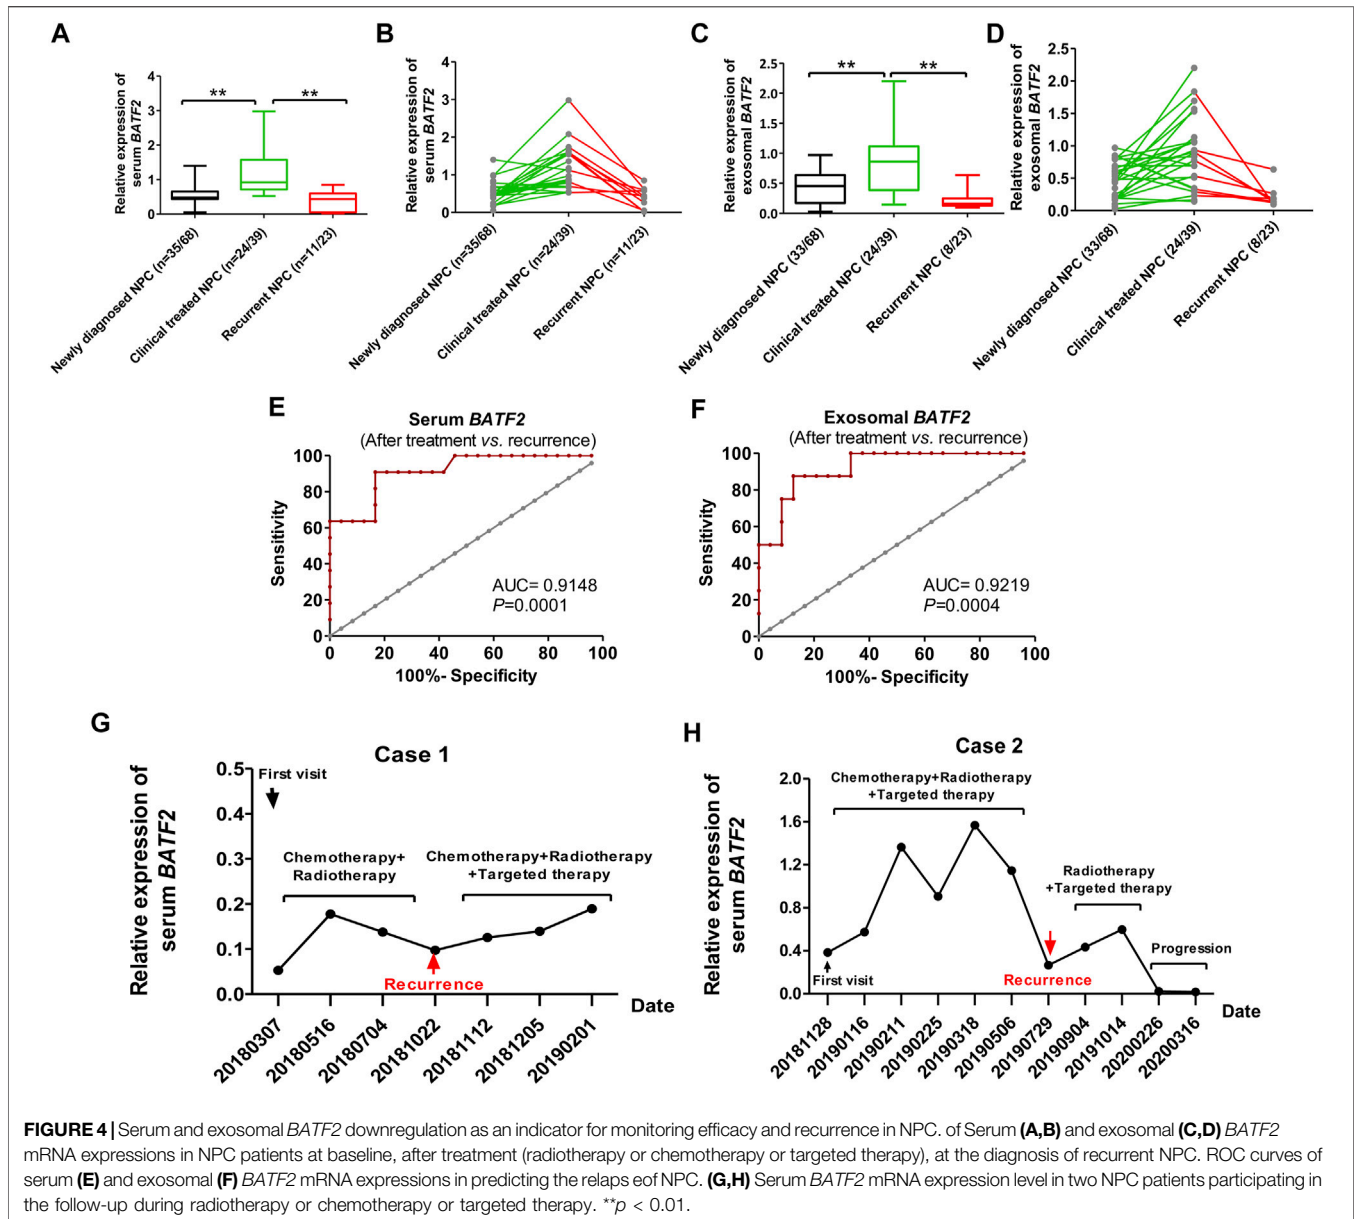 A
Relative expression of
serum BATF2
4
3
2
1
0
**
**
Newly diagnosed NPC (n=35/68)
Clinical treated NPC (n=24/39)
Recurrent NPC (n=11/23)
B
Relative expression of
serum BATF2
4
3
2
1
0
Newly diagnosed NPC (n=35/68)
Clinical treated NPC (n=24/39)
Recurrent NPC (n=11/23)
C
Relative expression of
exosomal BATF2
2.5
2.0
1.5
1.0
0.5
0.0
**
**
Newly diagnosed NPC (33/68)
Clinical treated NPC (24/39)
Recurrent NPC (8/23)
D
Relative expression of
exosomal BATF2
2.5
2.0
1.5
1.0
0.5
0.0
Newly diagnosed NPC (33/68)
Clinical treated NPC (24/39)
Recurrent NPC (8/23)
E
Serum BATF2
(After treatment vs. recurrence)
Sensitivity
100
80
60
40
20
0
AUC= 0.9148
P=0.0001
0 20 40 60 80 100
100%- Specificity
F
Exosomal BATF2
(After treatment vs. recurrence)
Sensitivity
100
80
60
40
20
0
AUC= 0.9219
P=0.0004
0 20 40 60 80 100
100%- Specificity
G
Case 1
Relative expression of
serum BATF2
0.5
0.4
0.3
0.2
0.1
0.0
First visit
Chemotherapy+
Radiotherapy
Chemotherapy+Radiotherapy
+Targeted therapy
Recurrence
Date
20180307
20180516
20180704
20181022
20181112
20181205
20190201
H
Case 2
Relative expression of
serum BATF2
2.0
1.6
1.2
0.8
0.4
0.0
Chemotherapy+Radiotherapy
+Targeted therapy
Radiotherapy
+Targeted therapy
Progression
First visit
Recurrence
Date
20181128
20190116
20190211
20190225
20190318
20190506
20190729
20190904
20191014
20200226
20200316
FIGURE 4 | Serum and exosomal BATF2 downregulation as an indicator for monitoring efficacy and recurrence in NPC. of Serum (A,B) and exosomal (C,D) BATF2
mRNA expressions in NPC patients at baseline, after treatment (radiotherapy or chemotherapy or targeted therapy), at the diagnosis of recurrent NPC. ROC curves of
serum (E) and exosomal (F) BATF2 mRNA expressions in predicting the relaps eof NPC. (G,H) Serum BATF2 mRNA expression level in two NPC patients participating in
the follow-up during radiotherapy or chemotherapy or targeted therapy. **p < 0.01.